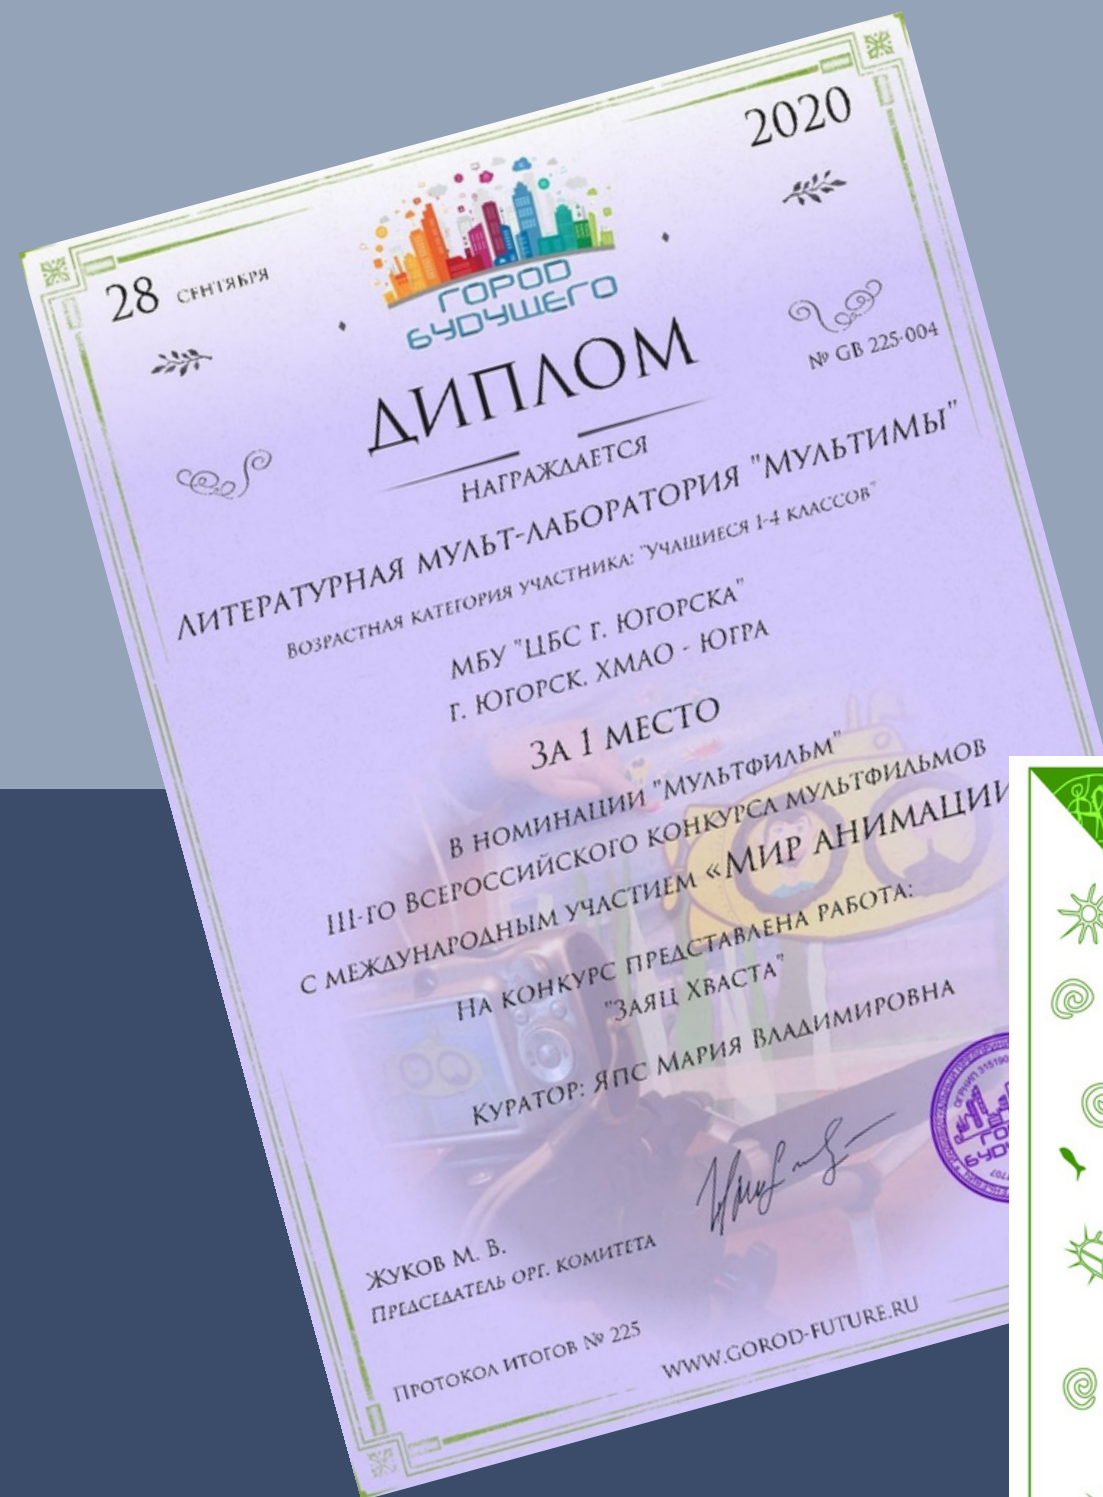 2020
28 СЕНТЯБРЯ
ГОРОД
БУДУЩЕГО
№ GB 225-004
ДИПЛОМ
НАГРАЖДАЕТСЯ
ЛИТЕРАТУРНАЯ МУЛЬТ-ЛАБОРАТОРИЯ "МУЛЬТИМЫ"
ВОЗРАСТНАЯ КАТЕГОРИЯ УЧАСТНИКА: "УЧАЩИЕСЯ 1-4 КЛАССОВ"
МБУ "ЦБС Г. ЮГОРСКА"
Г. ЮГОРСК. ХМАО - ЮГРА
ЗА 1 МЕСТО
В НОМИНАЦИИ "МУЛЬТФИЛЬМ"
III-ГО ВСЕРОССИЙСКОГО КОНКУРСА МУЛЬТФИЛЬМОВ
С МЕЖДУНАРОДНЫМ УЧАСТИЕМ «МИР АНИМАЦИИ
НА КОНКУРС ПРЕДСТАВЛЕНА РАБОТА:
"ЗАЯЦ ХВАСТА"
КУРАТОР: ЯПС МАРИЯ ВЛАДИМИРОВНА
ЖУКОВ М. В.
ПРЕДСЕДАТЕЛЬ ОРГ. КОМИТЕТА
ПРОТОКОЛ ИТОГОВ № 225
WWW.GOROD-FUTURE.RU